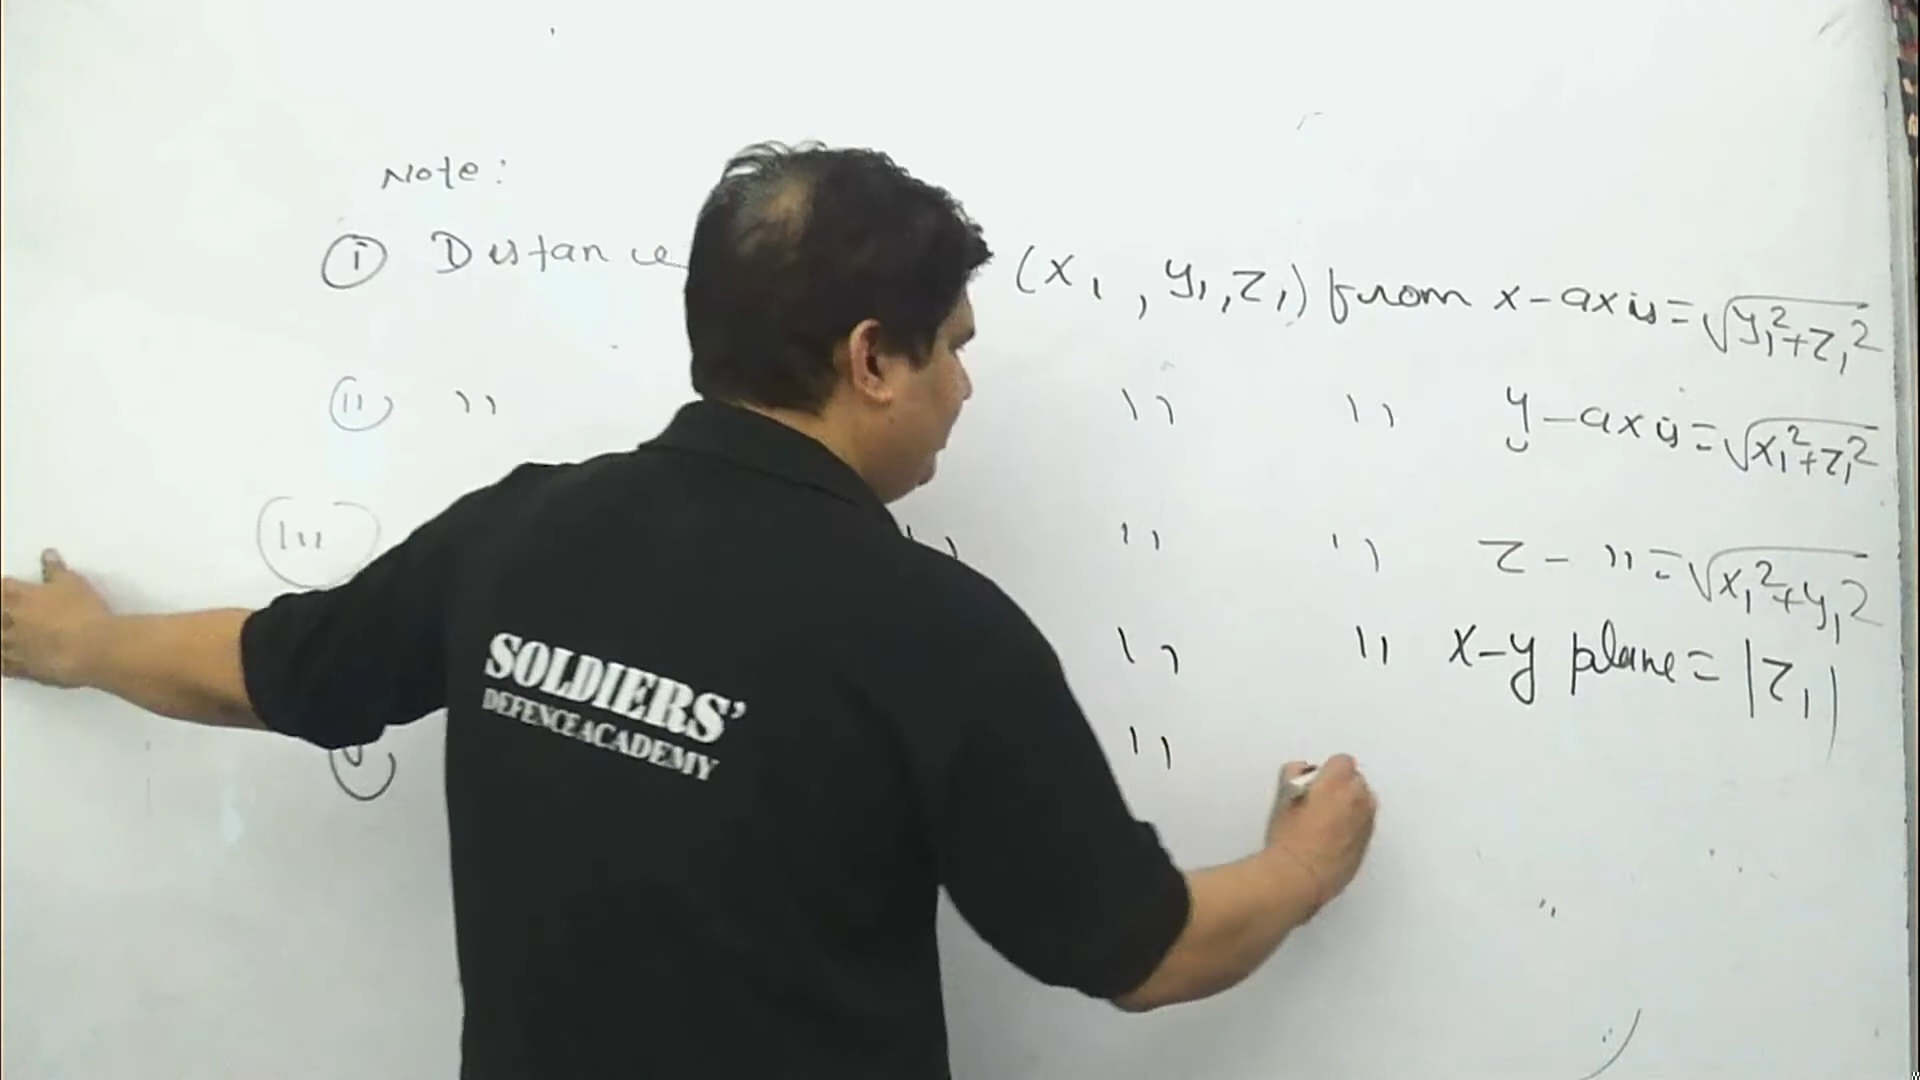 Note:
(i) Distance (x₁, y₁, z₁) from x-axis = √(y₁²+z₁²)
(ii) '' '' '' y-axis = √(x₁²+z₁²)
(iii) '' '' '' z - '' = √(x₁²+y₁²)
'' '' x-y plane = |z₁|
''
SOLDIERS'
DEFENCE ACADEMY